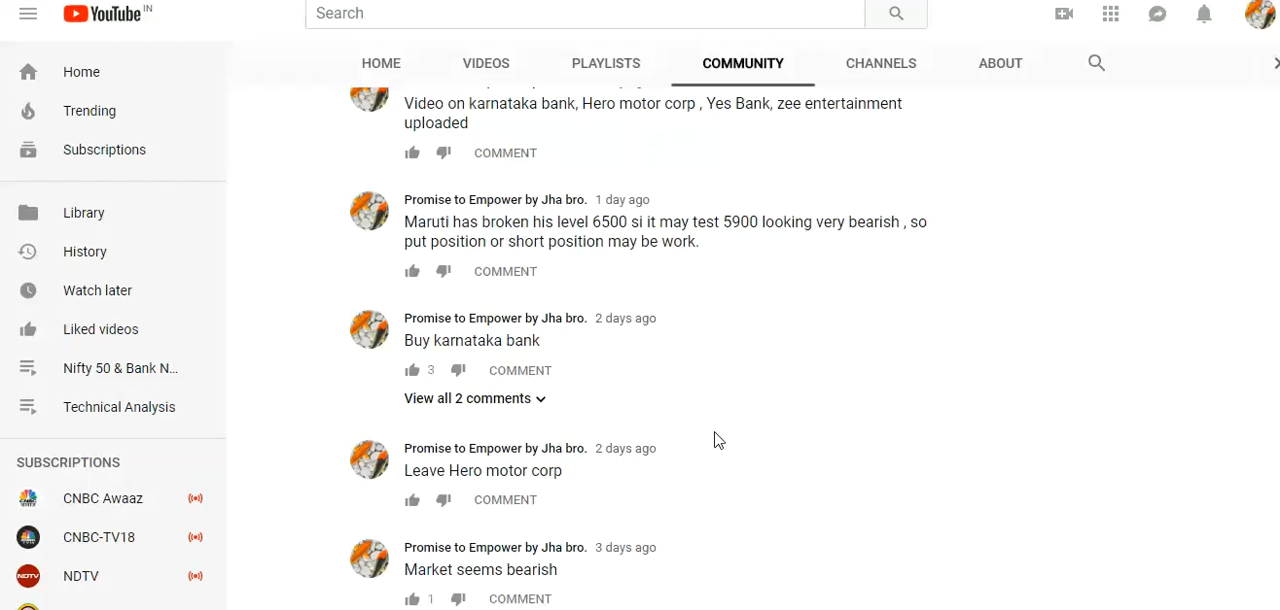 YouTube IN
Search
HOME VIDEOS PLAYLISTS COMMUNITY CHANNELS ABOUT
Home
Trending
Subscriptions
Library
History
Watch later
Liked videos
Nifty 50 & Bank N...
Technical Analysis
SUBSCRIPTIONS
CNBC Awaaz
CNBC-TV18
NDTV
Video on karnataka bank, Hero motor corp , Yes Bank, zee entertainment
uploaded
COMMENT
Promise to Empower by Jha bro. 1 day ago
Maruti has broken his level 6500 si it may test 5900 looking very bearish , so
put position or short position may be work.
COMMENT
Promise to Empower by Jha bro. 2 days ago
Buy karnataka bank
3 COMMENT
View all 2 comments
Promise to Empower by Jha bro. 2 days ago
Leave Hero motor corp
COMMENT
Promise to Empower by Jha bro. 3 days ago
Market seems bearish
1 COMMENT